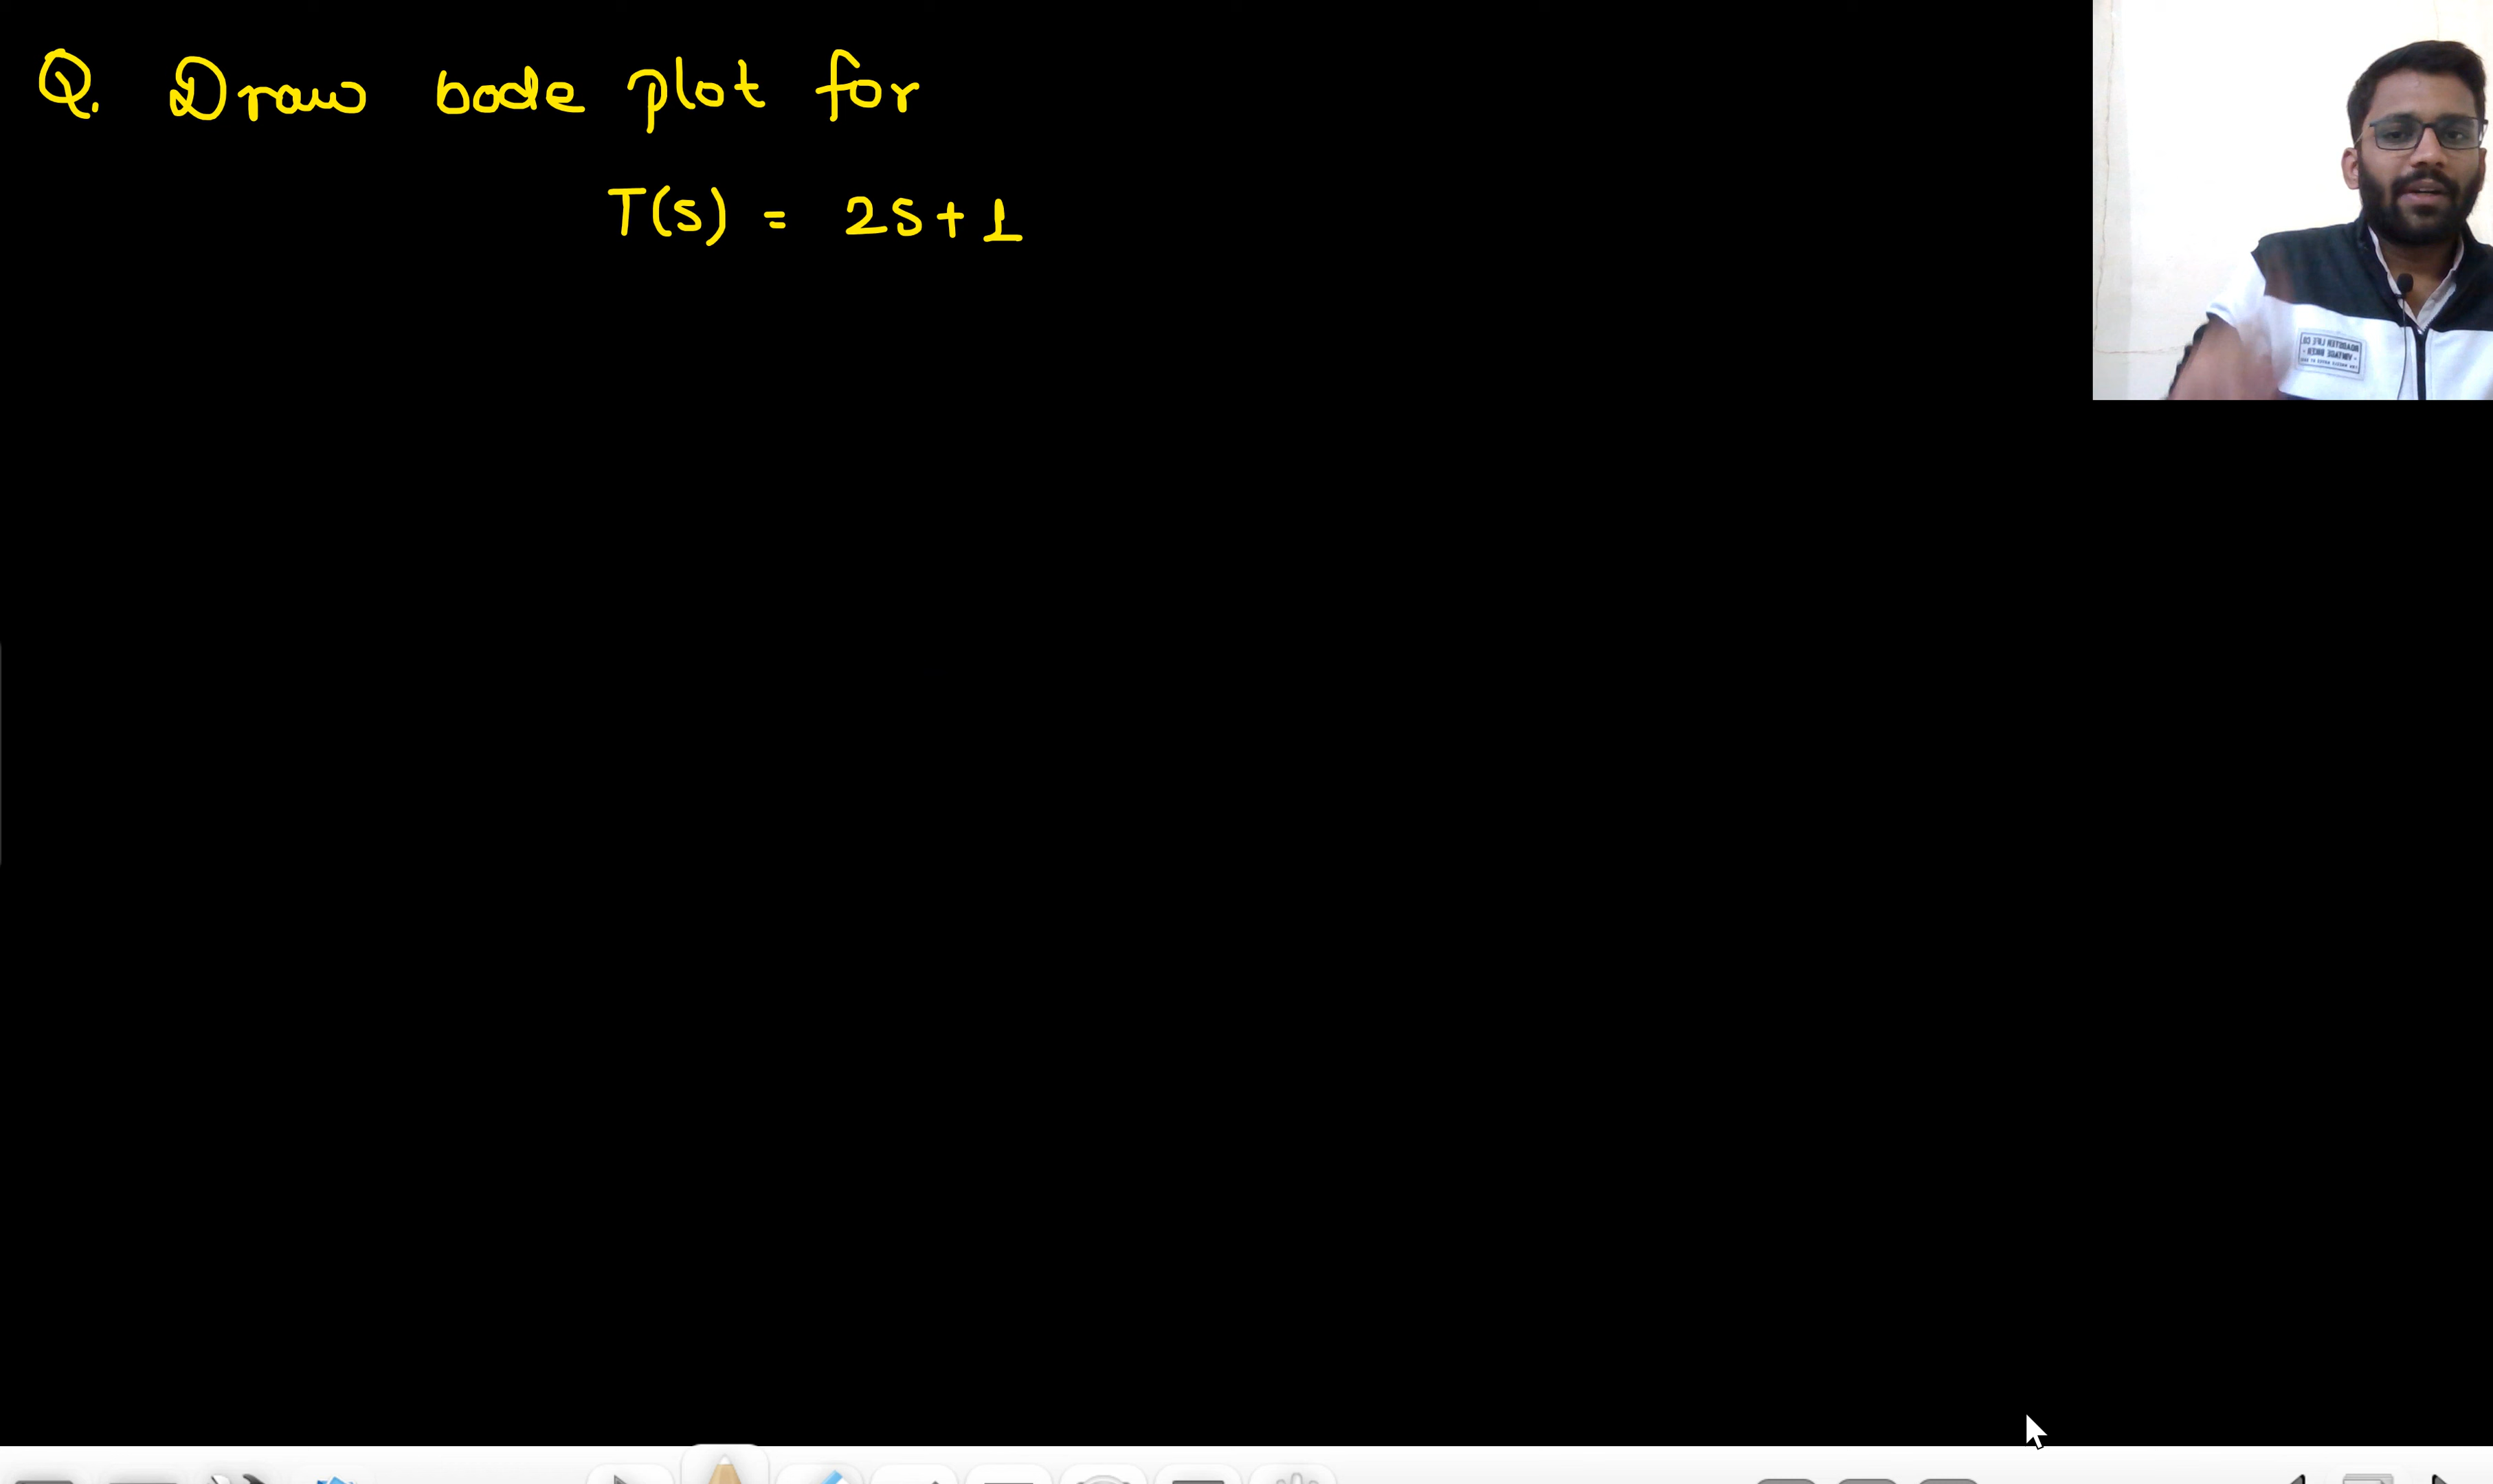 Q. Draw bode plot for
T(s) = 2s+1